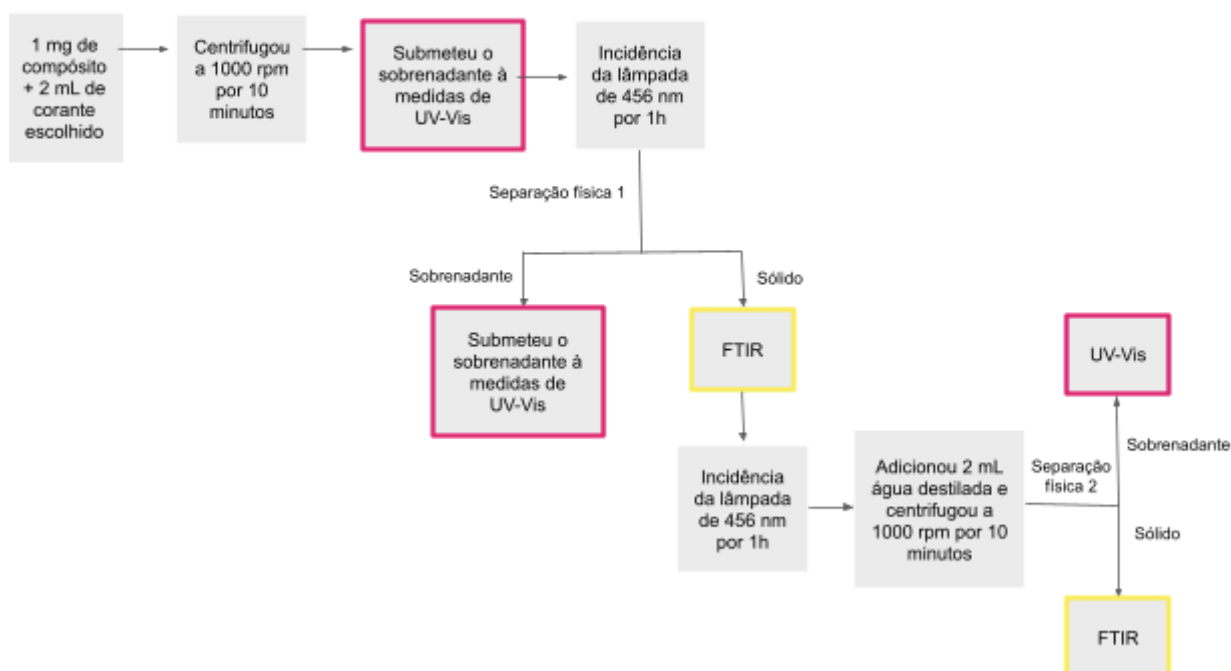 1 mg de
compósito
+ 2 mL de
corante
escolhido
Centrifugou
a 1000 rpm
por 10
minutos
Submeteu o
sobrenadante à
medidas de
UV-Vis
Incidência
da lâmpada
de 456 nm
por 1h
Separação física 1
Sobrenadante
Sólido
Submeteu o
sobrenadante à
medidas de
UV-Vis
FTIR
Incidência
da lâmpada
de 456 nm
por 1h
Adicionou 2 mL
água destilada e
centrifugou a
1000 rpm por 10
minutos
Separação
física 2
UV-Vis
Sobrenadante
Sólido
FTIR